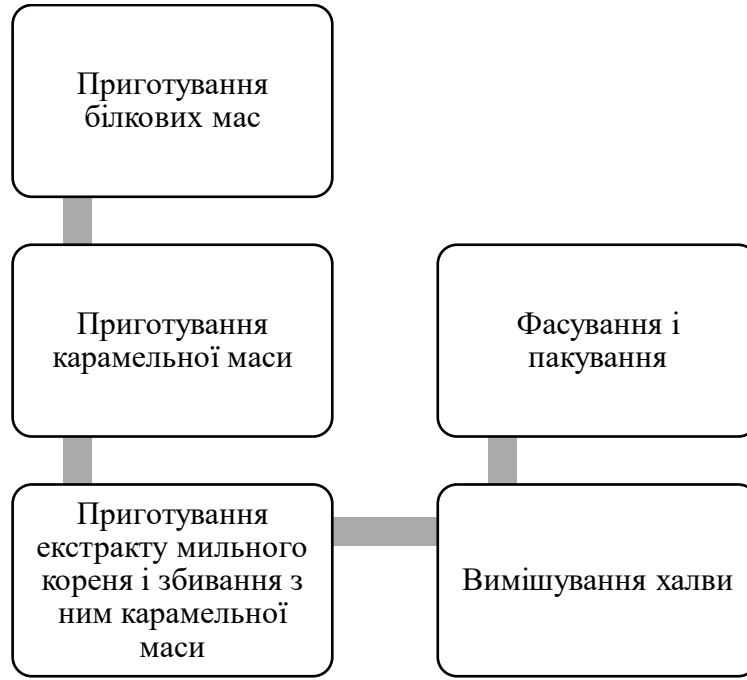 Приготування
білкових мас
Приготування
карамельної маси
Приготування
екстракту мильного
кореня і збивання з
ним карамельної
маси
Вимішування халви
Фасування і
пакування